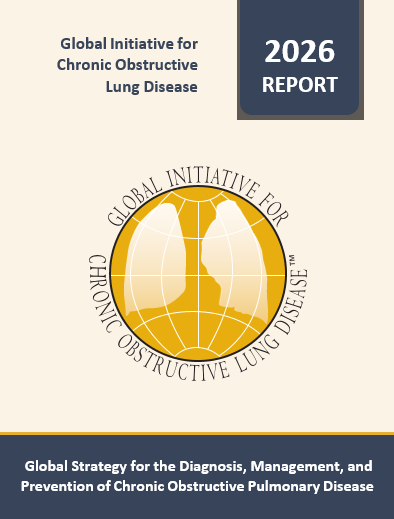 Global Initiative for
Chronic Obstructive
Lung Disease
2026
REPORT
GLOBAL INITIATIVE FOR
CHRONIC OBSTRUCTIVE LUNG DISEASE™
Global Strategy for the Diagnosis, Management, and
Prevention of Chronic Obstructive Pulmonary Disease